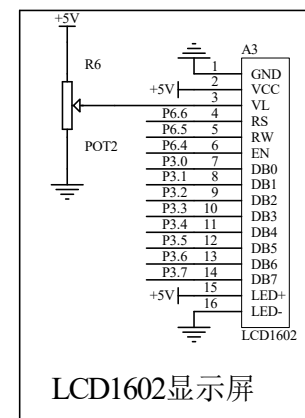 +5V
R6
POT2
A3
1 GND
+5V 2 VCC
3 VL
P6.6 4 RS
P6.5 5 RW
P6.4 6 EN
P3.0 7 DB0
P3.1 8 DB1
P3.2 9 DB2
P3.3 10 DB3
P3.4 11 DB4
P3.5 12 DB5
P3.6 13 DB6
P3.7 14 DB7
+5V 15 LED+
16 LED-
LCD1602
LCD1602显示屏